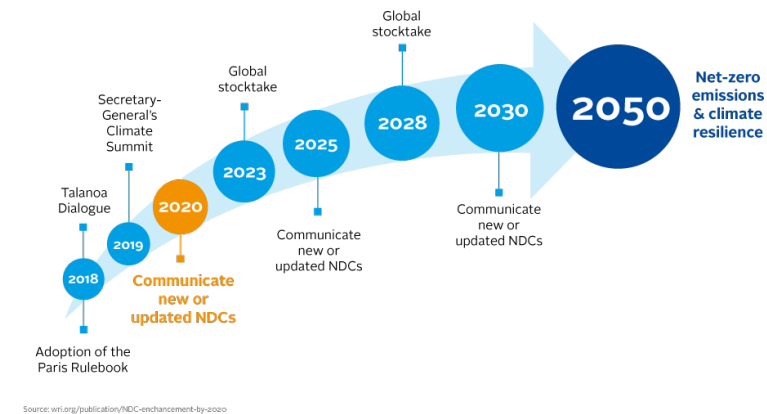 Global
stocktake
Global
stocktake
Secretary-
General's
Climate
Summit
Talanoa
Dialogue
2018
2019
2020
2023
2025
2028
2030
2050
Net-zero
emissions
& climate
resilience
Communicate
new or
updated NDCs
Communicate
new or
updated NDCs
Communicate
new or
updated NDCs
Adoption of the
Paris Rulebook
Source: wri.org/publication/NDC-enchancement-by-2020